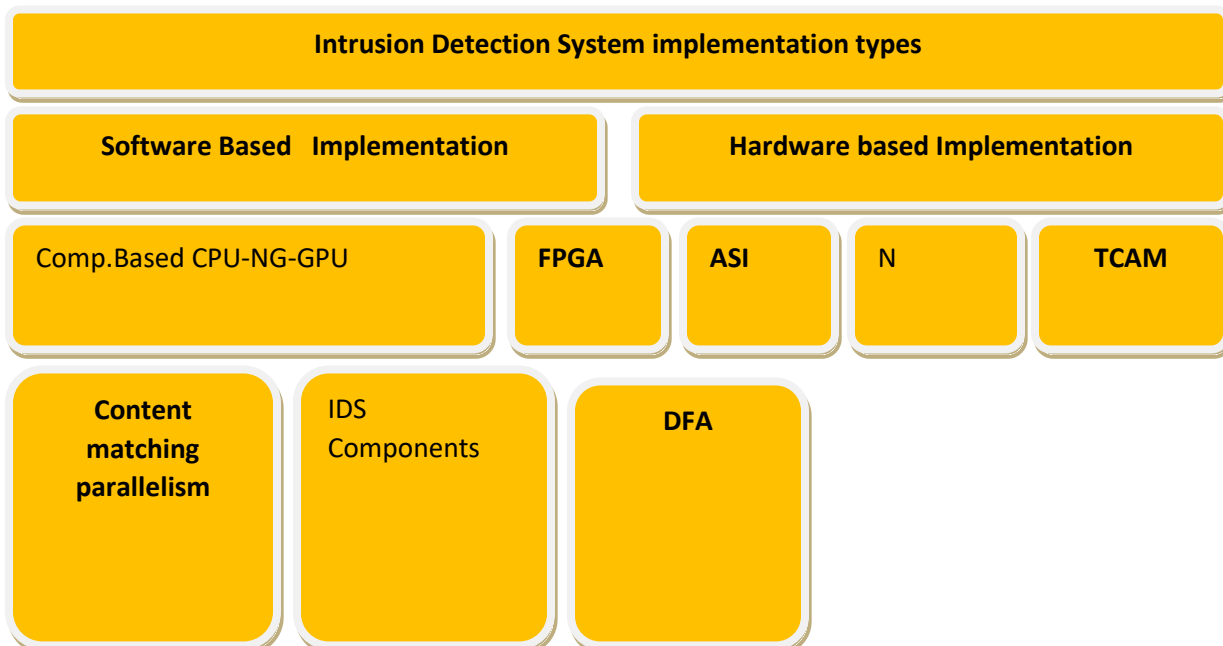 Intrusion Detection System implementation types
Software Based Implementation
Hardware based Implementation
Comp.Based CPU-NG-GPU
FPGA
ASI
N
TCAM
Content
matching
parallelism
IDS
Components
DFA